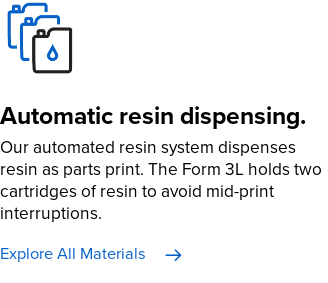 Automatic resin dispensing.
Our automated resin system dispenses
resin as parts print. The Form 3L holds two
cartridges of resin to avoid mid-print
interruptions.
Explore All Materials →